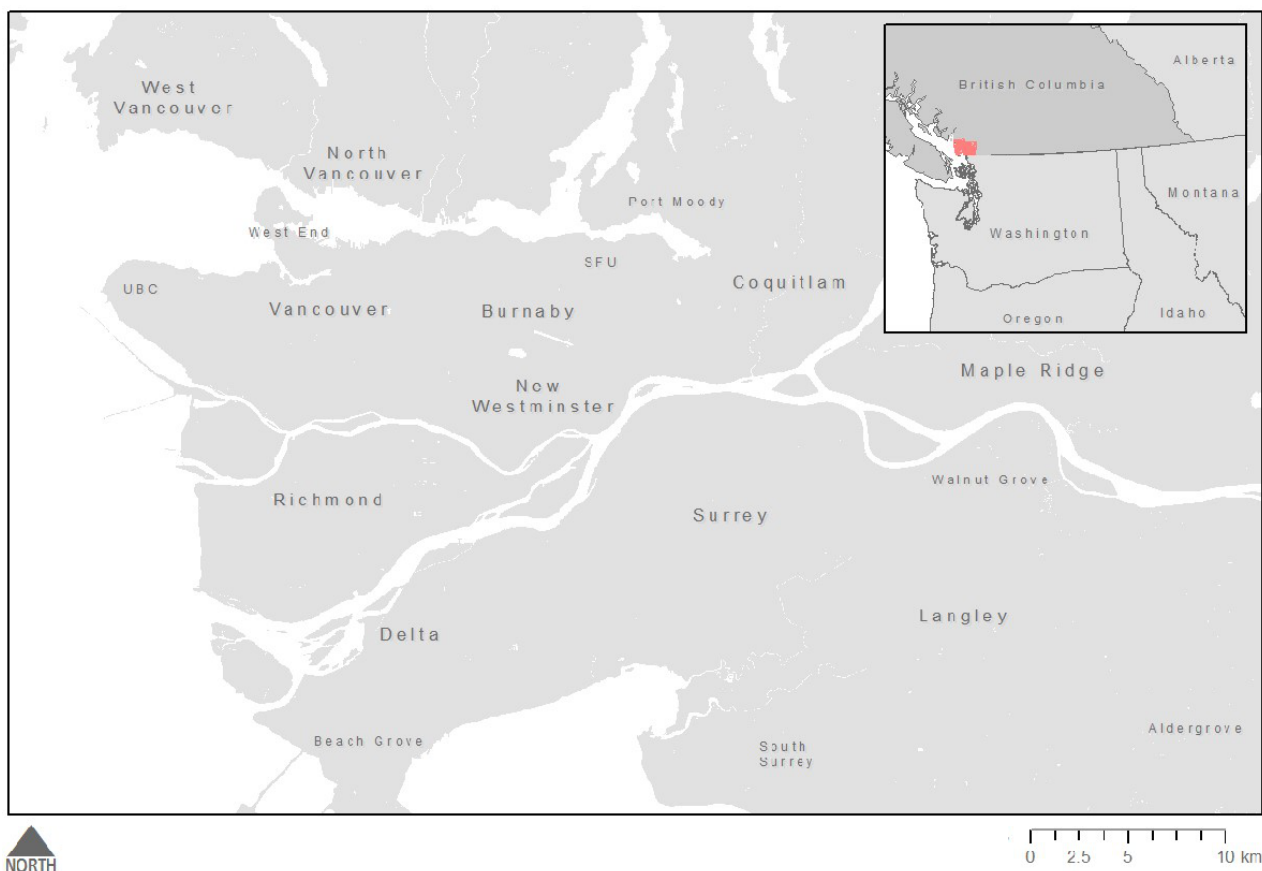 West
Vancouver
North
Vancouver
Port Moody
West End
SFU
UBC
Vancouver
Burnaby
Coquitlam
New
Westminster
Maple Ridge
Walnut Grove
Richmond
Surrey
Langley
Delta
Beach Grove
South
Surrey
Aldergrove
Alberta
British Columbia
Montana
Washington
Oregon
Idaho
NORTH
0 2.5 5 10 km